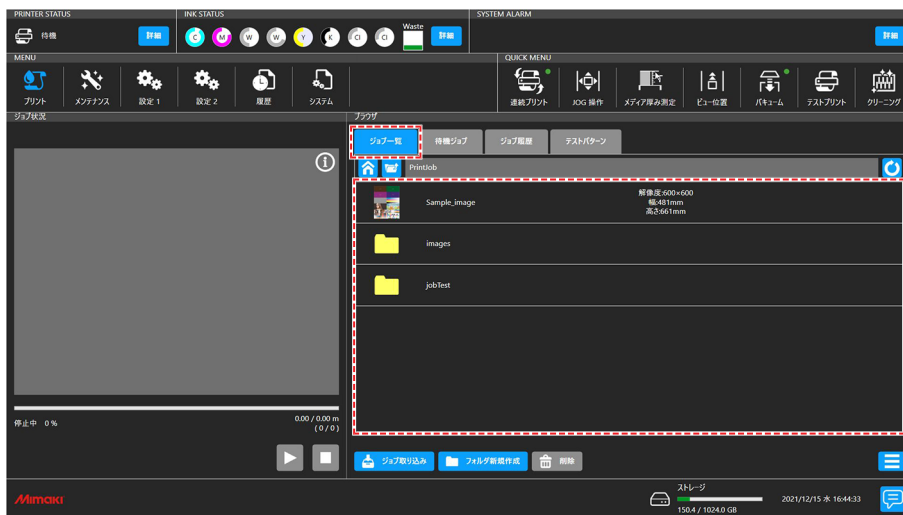 PRINTER STATUS
INK STATUS
SYSTEM ALARM
待機
詳細
C M W W Y K Cl Cl
Waste
詳細
詳細
MENU
QUICK MENU
プリント
メンテナンス
設定 1
設定 2
履歴
システム
連続プリント
JOG 操作
メディア厚み測定
ビュー位置
バキューム
テストプリント
クリーニング
ジョブ状況
ブラウザ
ジョブ一覧
待機ジョブ
ジョブ履歴
テストパターン
PrintJob
Sample_image
解像度:600×600
幅:481mm
高さ:661mm
images
jobTest
停止中 0 %
0.00 / 0.00 m
( 0 / 0 )
ジョブ取り込み
フォルダ新規作成
削除
Mimaki
ストレージ
150.4 / 1024.0 GB
2021/12/15 水 16:44:33